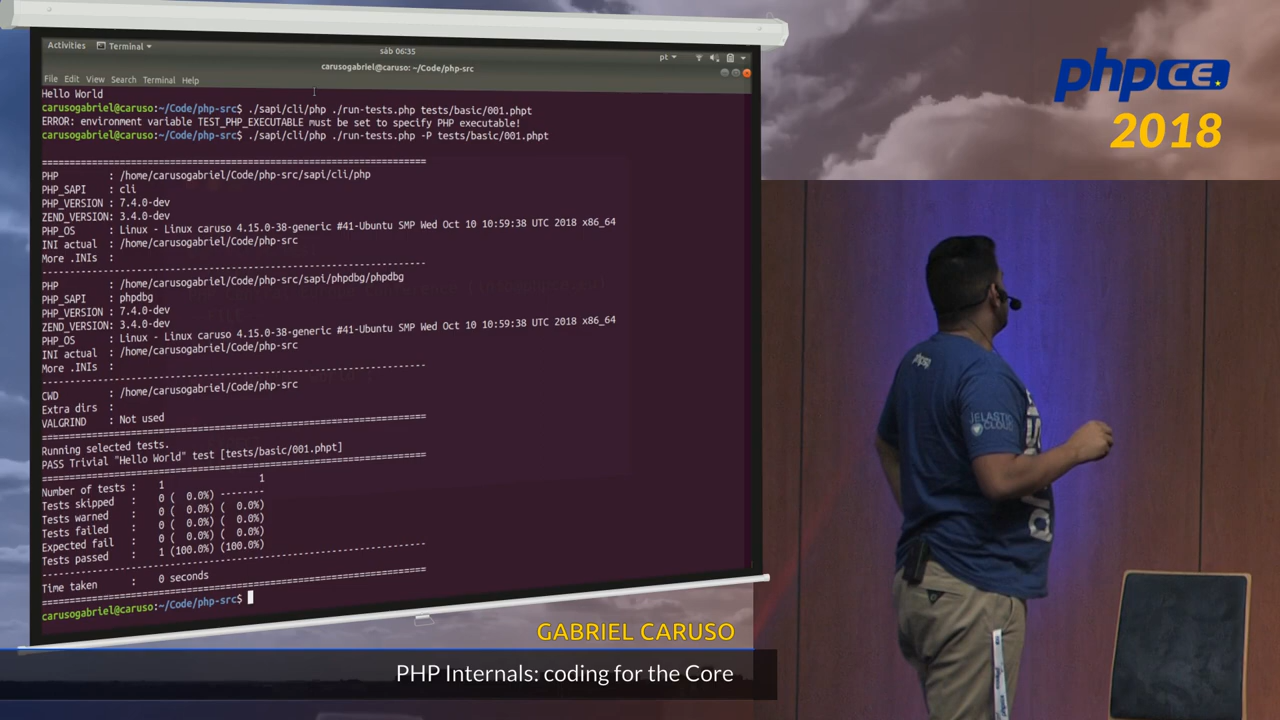 Activities Terminal
sáb 06:35
pt
carusogabriel@caruso: ~/Code/php-src
File Edit View Search Terminal Help
Hello World
carusogabriel@caruso:~/Code/php-src$ ./sapi/cli/php ./run-tests.php tests/basic/001.phpt
ERROR: environment variable TEST_PHP_EXECUTABLE must be set to specify PHP executable!
carusogabriel@caruso:~/Code/php-src$ ./sapi/cli/php ./run-tests.php -P tests/basic/001.phpt
=====================================================================
PHP : /home/carusogabriel/Code/php-src/sapi/cli/php
PHP_SAPI : cli
PHP_VERSION : 7.4.0-dev
ZEND_VERSION: 3.4.0-dev
PHP_OS : Linux - Linux caruso 4.15.0-38-generic #41-Ubuntu SMP Wed Oct 10 10:59:38 UTC 2018 x86_64
INI actual : /home/carusogabriel/Code/php-src
More .INIs :
---------------------------------------------------------------------
PHP : /home/carusogabriel/Code/php-src/sapi/phpdbg/phpdbg
PHP_SAPI : phpdbg
PHP_VERSION : 7.4.0-dev
ZEND_VERSION: 3.4.0-dev
PHP_OS : Linux - Linux caruso 4.15.0-38-generic #41-Ubuntu SMP Wed Oct 10 10:59:38 UTC 2018 x86_64
INI actual : /home/carusogabriel/Code/php-src
More .INIs :
---------------------------------------------------------------------
CWD : /home/carusogabriel/Code/php-src
Extra dirs :
VALGRIND : Not used
=====================================================================
Running selected tests.
PASS Trivial "Hello World" test [tests/basic/001.phpt]
=====================================================================
Number of tests : 1 1
Tests skipped : 0 ( 0.0%) --------
Tests warned : 0 ( 0.0%) ( 0.0%)
Tests failed : 0 ( 0.0%) ( 0.0%)
Expected fail : 0 ( 0.0%) ( 0.0%)
Tests passed : 1 (100.0%) (100.0%)
---------------------------------------------------------------------
Time taken : 0 seconds
=====================================================================
carusogabriel@caruso:~/Code/php-src$
phpce.
2018
JELASTIC
CLOUD
GABRIEL CARUSO
PHP Internals: coding for the Core